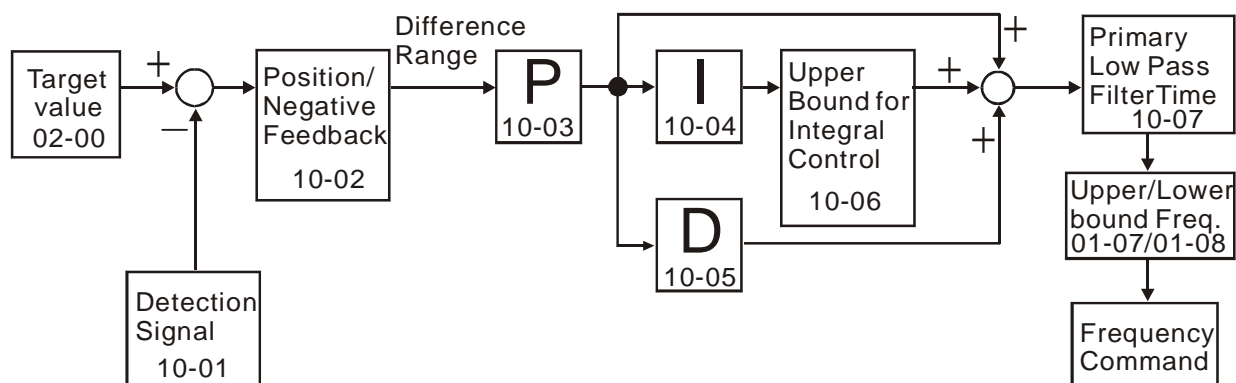 Target
value
02-00
+
—
Detection
Signal
10-01
Position/
Negative
Feedback
10-02
Difference
Range
P
10-03
I
10-04
D
10-05
Upper
Bound for
Integral
Control
10-06
+
+
+
Primary
Low Pass
FilterTime
10-07
Upper/Lower
bound Freq.
01-07/01-08
Frequency
Command